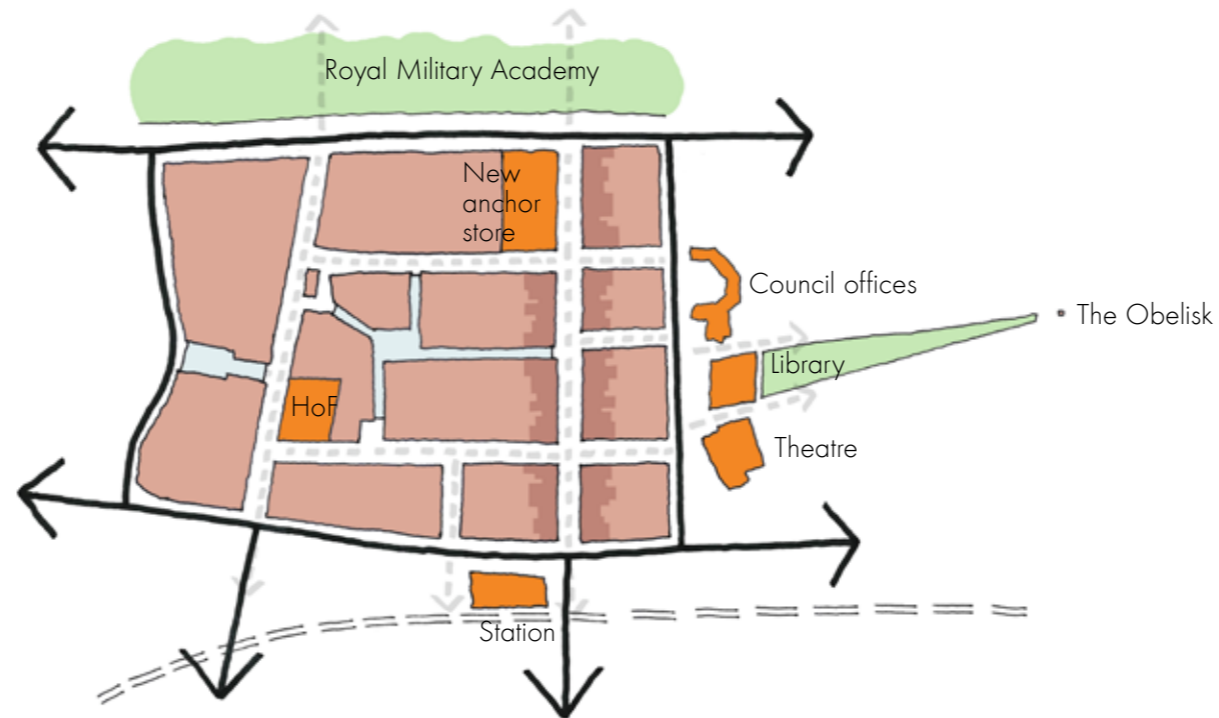 Royal Military Academy
New
anchor
store
Council offices
The Obelisk
Library
HoF
Theatre
Station